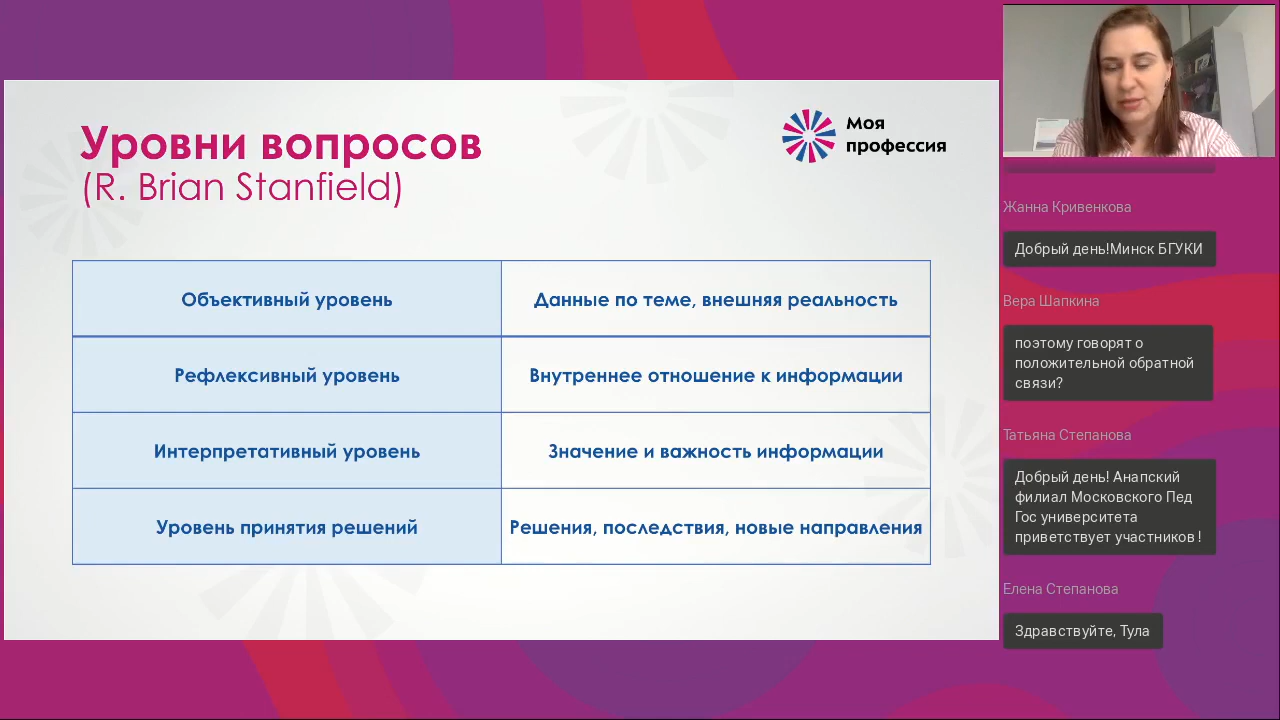 Уровни вопросов
(R. Brian Stanfield)
Моя
профессия
Объективный уровень
Данные по теме, внешняя реальность
Рефлексивный уровень
Внутреннее отношение к информации
Интерпретативный уровень
Значение и важность информации
Уровень принятия решений
Решения, последствия, новые направления
Жанна Кривенкова
Добрый день!Минск БГУКИ
Вера Шапкина
поэтому говорят о
положительной обратной
связи?
Татьяна Степанова
Добрый день! Анапский
филиал Московского Пед
Гос университета
приветствует участников !
Елена Степанова
Здравствуйте, Тула